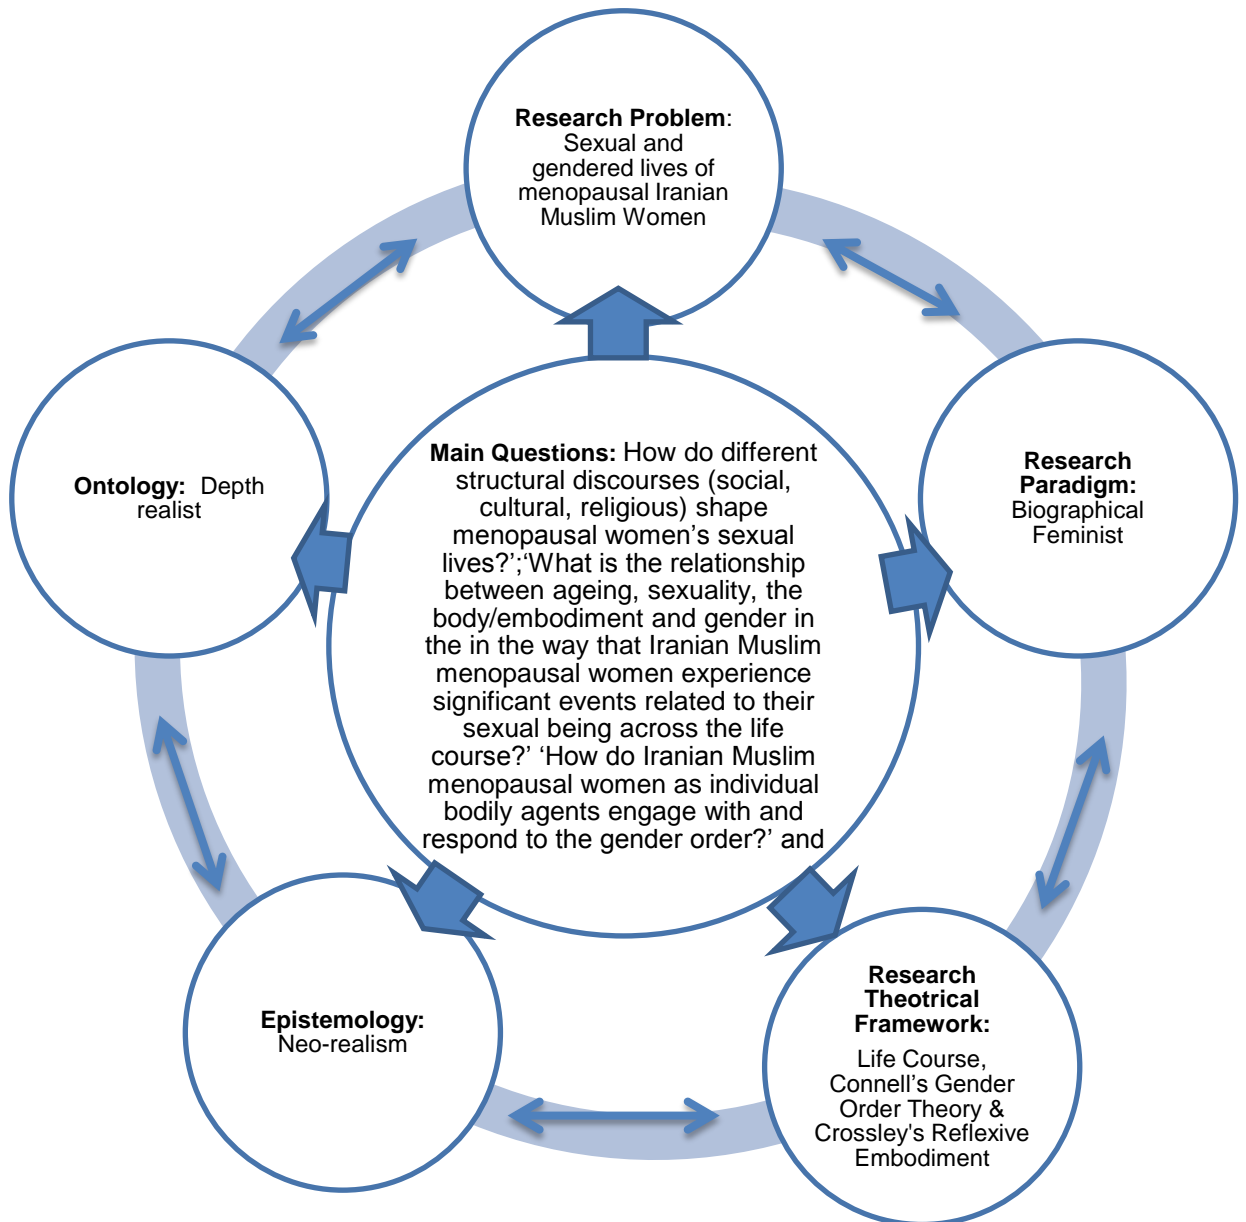 Research Problem:
Sexual and
gendered lives of
menopausal Iranian
Muslim Women
Ontology: Depth
realist
Main Questions: How do different
structural discourses (social,
cultural, religious) shape
menopausal women’s sexual
lives?’;‘What is the relationship
between ageing, sexuality, the
body/embodiment and gender in
the in the way that Iranian Muslim
menopausal women experience
significant events related to their
sexual being across the life
course?’ ‘How do Iranian Muslim
menopausal women as individual
bodily agents engage with and
respond to the gender order?’ and
Research
Paradigm:
Biographical
Feminist
Epistemology:
Neo-realism
Research
Theotrical
Framework:
Life Course,
Connell’s Gender
Order Theory &
Crossley's Reflexive
Embodiment